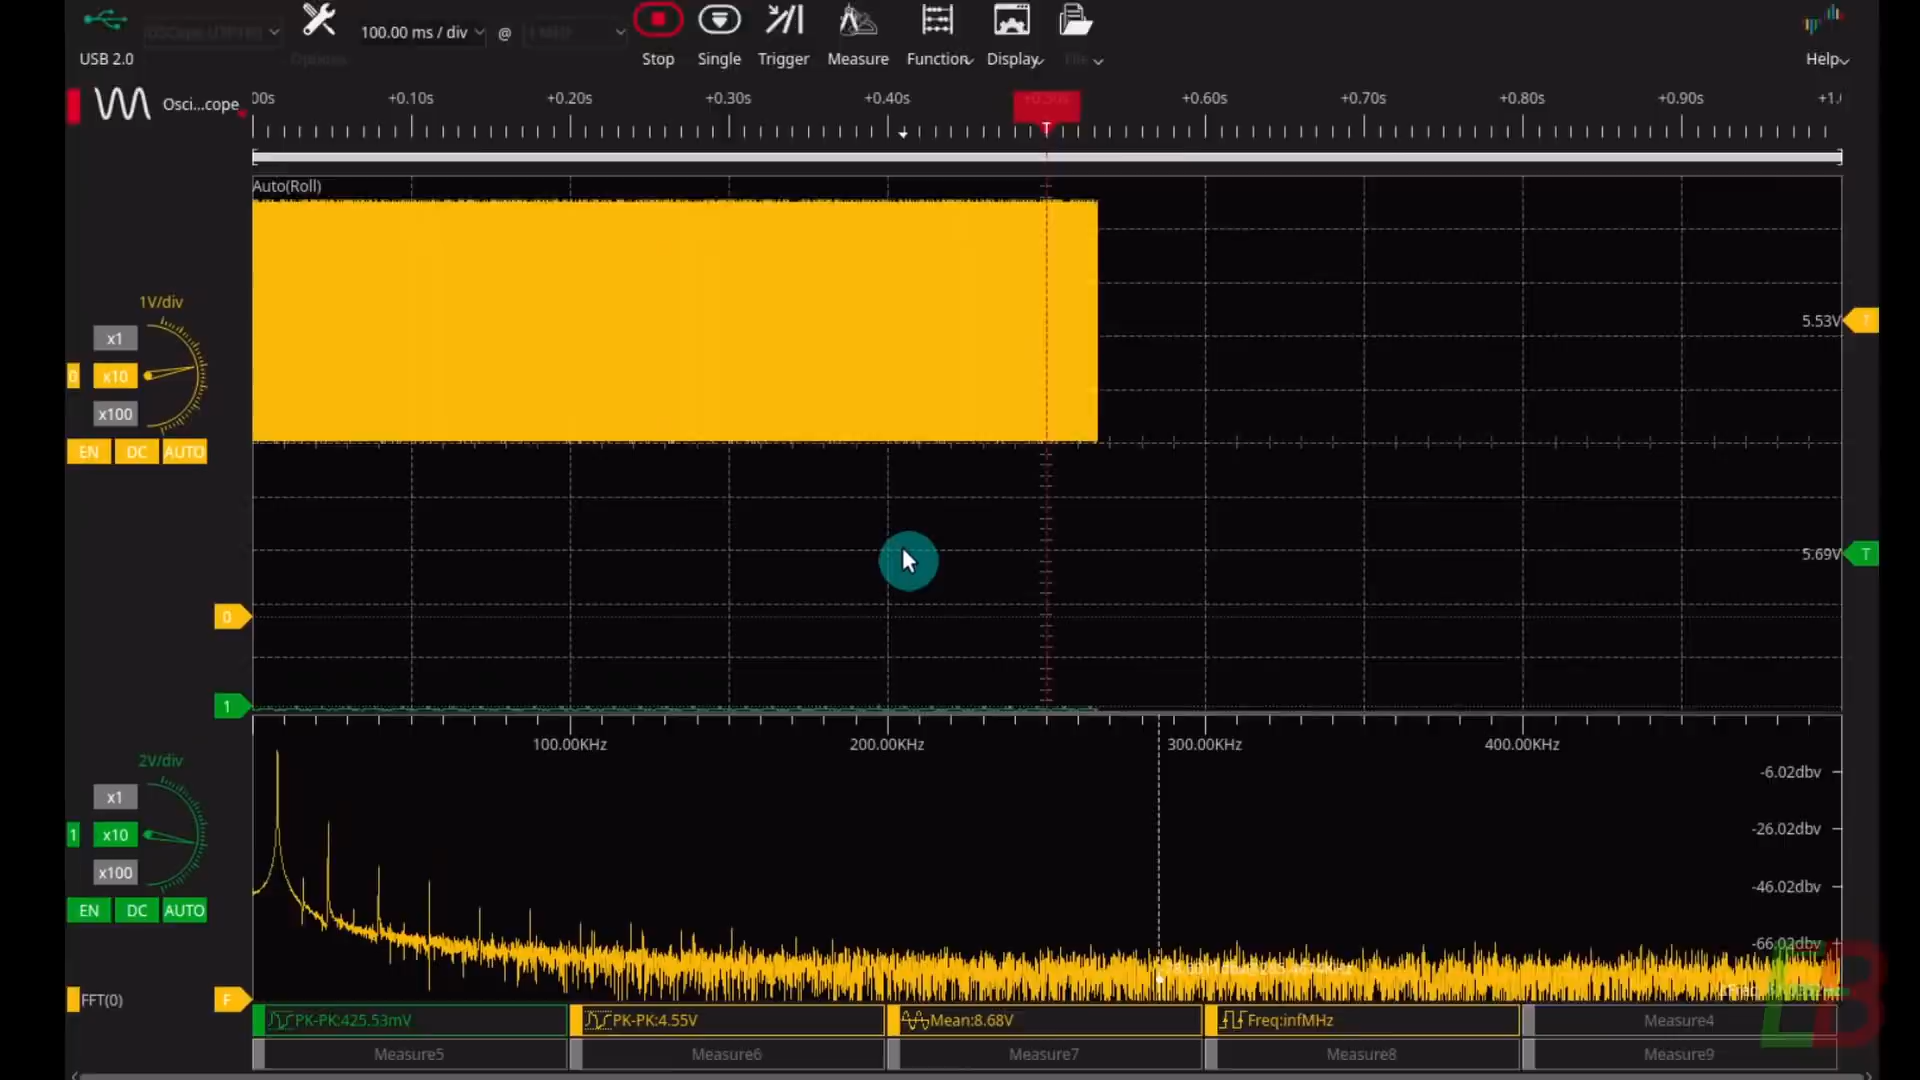 USB 2.0
100.00 ms / div @
Stop Single Trigger Measure Function Display Help
Osci...cope
00s +0.10s +0.20s +0.30s +0.40s +0.60s +0.70s +0.80s +0.90s
T
Auto(Roll)
1V/div
x1
5.53V T
0 x10
x100
EN DC AUTO
5.69V T
0
1
100.00KHz 200.00KHz 300.00KHz 400.00KHz
2V/div
-6.02dbv
x1
-26.02dbv
1 x10
x100
-46.02dbv
EN DC AUTO
-66.02dbv
FFT(0) F
PK-PK:425.53mV PK-PK:4.55V Mean:8.68V Freq:infMHz Measure4
Measure5 Measure6 Measure7 Measure8 Measure9